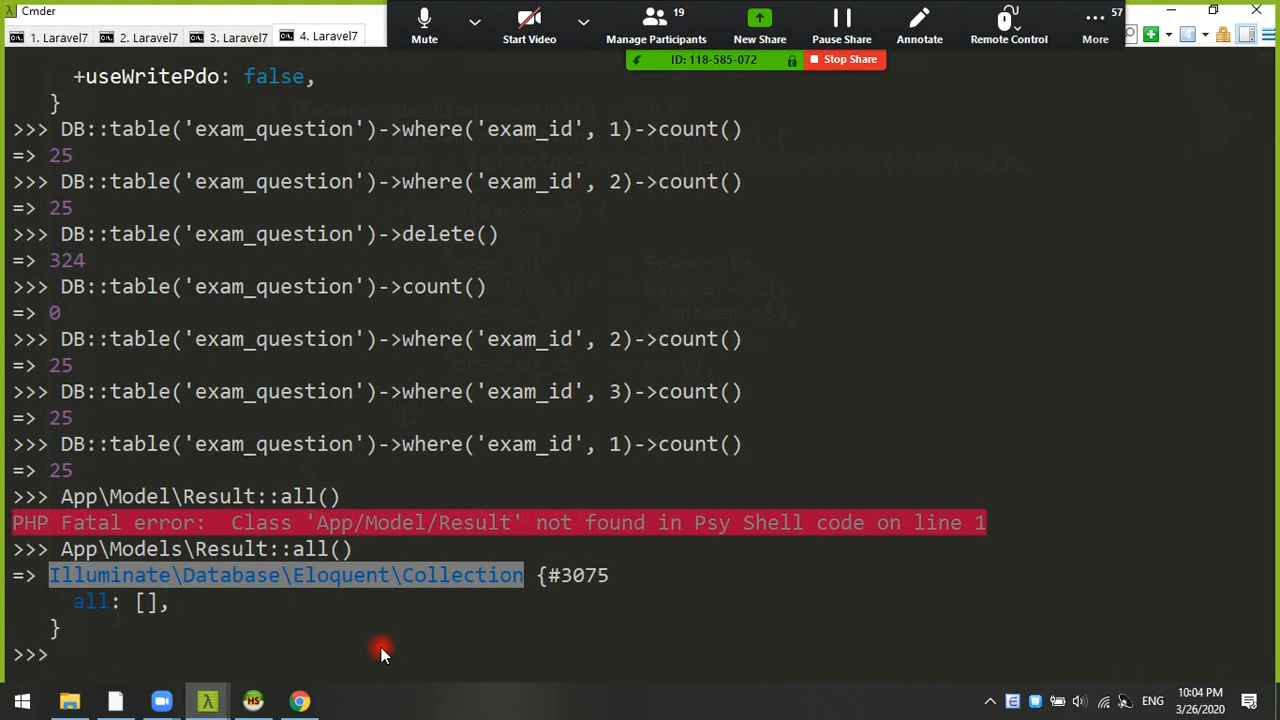 Cmder
1. Laravel7
2. Laravel7
3. Laravel7
4. Laravel7
Mute
Start Video
19
Manage Participants
New Share
Pause Share
Annotate
Remote Control
57
More
ID: 118-585-072
Stop Share
+useWritePdo: false,
}
>>> DB::table('exam_question')->where('exam_id', 1)->count()
=> 25
>>> DB::table('exam_question')->where('exam_id', 2)->count()
=> 25
>>> DB::table('exam_question')->delete()
=> 324
>>> DB::table('exam_question')->count()
=> 0
>>> DB::table('exam_question')->where('exam_id', 2)->count()
=> 25
>>> DB::table('exam_question')->where('exam_id', 3)->count()
=> 25
>>> DB::table('exam_question')->where('exam_id', 1)->count()
=> 25
>>> App\Model\Result::all()
PHP Fatal error:  Class 'App/Model/Result' not found in Psy Shell code on line 1
>>> App\Models\Result::all()
=> Illuminate\Database\Eloquent\Collection {#3075
all: [],
}
>>>
ENG
10:04 PM
3/26/2020